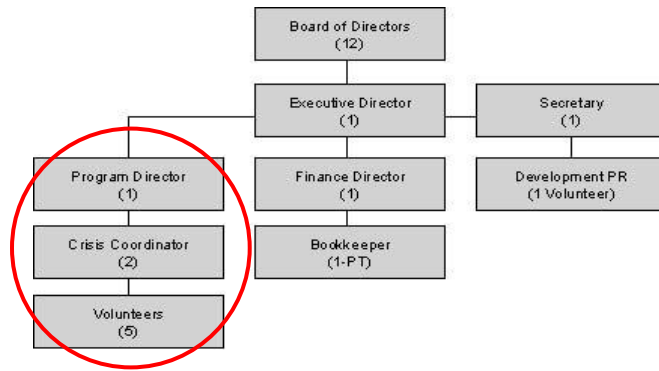 Board of Directors
(12)
Executive Director
(1)
Secretary
(1)
Program Director
(1)
Finance Director
(1)
Development PR
(1 Volunteer)
Crisis Coordinator
(2)
Bookkeeper
(1-PT)
Volunteers
(5)